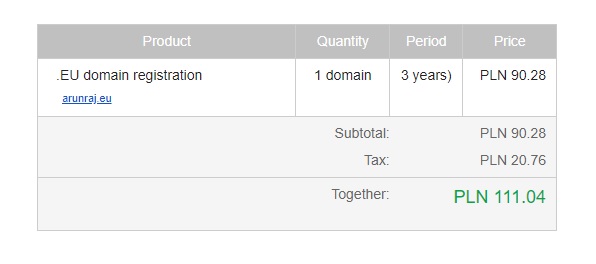 Product Quantity Period Price
.EU domain registration 1 domain 3 years) PLN 90.28
arunraj.eu
Subtotal: PLN 90.28
Tax: PLN 20.76
Together: PLN 111.04